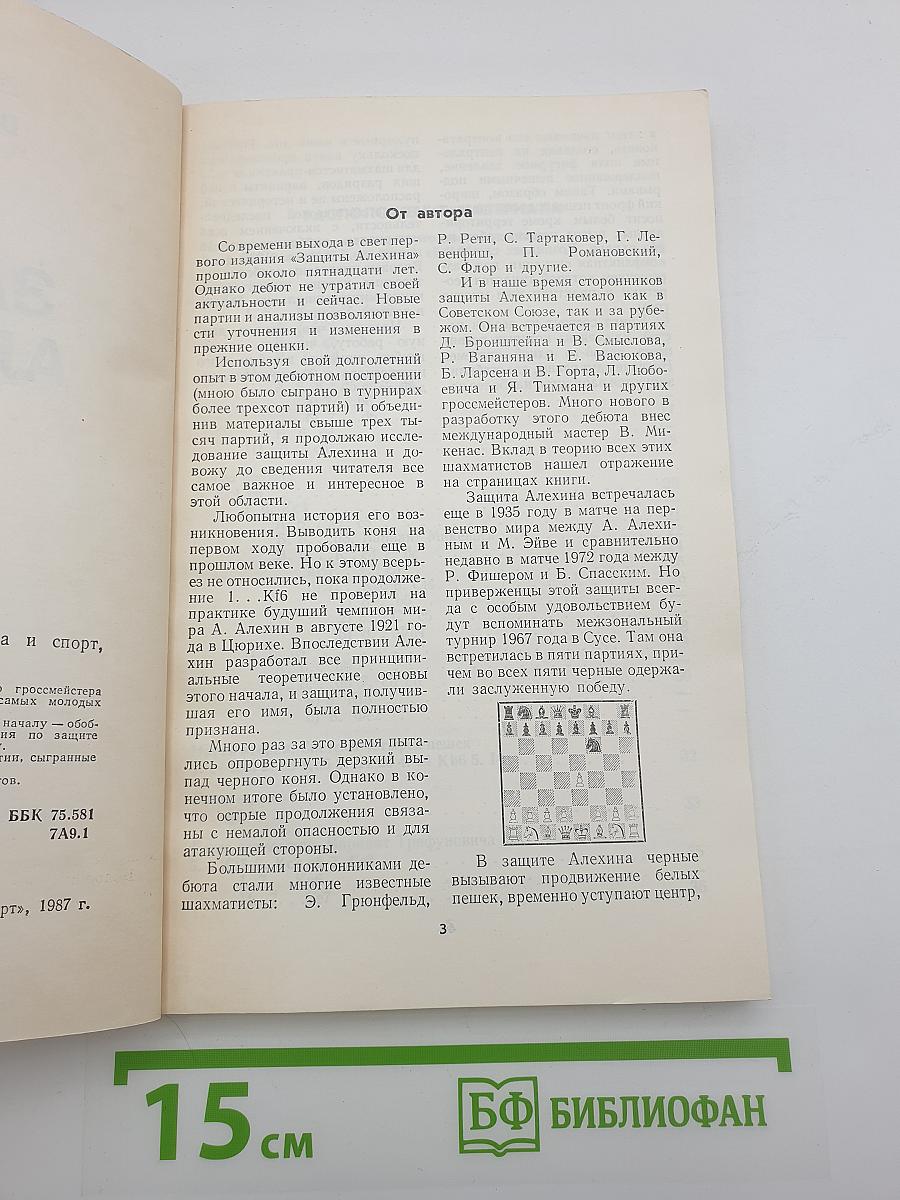 От автора
Со времени выхода в свет пер-
вого издания «Защиты Алехина»
прошло около пятнадцати лет.
Однако дебют не утратил своей
актуальности и сейчас. Новые
партии и анализы позволяют вне-
сти уточнения и изменения в
прежние оценки.
Используя свой долголетний
опыт в этом дебютном построении
(мною было сыграно в турнирах
более трехсот партий) и объеди-
нив материалы свыше трех ты-
сяч партий, я продолжаю иссле-
дование защиты Алехина и до-
вожу до сведения читателя все
самое важное и интересное в
этой области.
Любопытна история его воз-
никновения. Выводить коня на
первом ходу пробовали еще в
прошлом веке. Но к этому всерь-
ез не относились, пока продолже-
ние 1. . .Kf6 не проверил на
практике будуший чемпион ми-
ра А. Алехин в августе 1921 го-
да в Цюрихе. Впоследствии Але-
хин разработал все принципи-
альные теоретические основы
этого начала, и защита, получив-
шая его имя, была полностью
признана.
Много раз за это время пыта-
лись опровергнуть дерзкий вы-
пад черного коня. Однако в ко-
нечном итоге было установлено,
что острые продолжения связа-
ны с немалой опасностью и для
атакующей стороны.
Большими поклонниками де-
бюта стали многие известные
шахматисты: Э. Грюнфельд,
Р. Рети, С. Тартаковер, Г. Ле-
венфиш, П. Романовский,
С. Флор и другие.
И в наше время сторонников
защиты Алехина немало как в
Советском Союзе, так и за рубе-
жом. Она встречается в партиях
Д. Бронштейна и В. Смыслова,
Р. Ваганяна и Е. Васюкова,
Б. Ларсена и В. Горта, Л. Любо-
евича и Я. Тиммана и других
гроссмейстеров. Много нового в
разработку этого дебюта внес
международный мастер В. Ми-
кенас. Вклад в теорию всех этих
шахматистов нашел отражение
на страницах книги.
Защита Алехина встречалась
еще в 1935 году в матче на пер-
венство мира между А. Алехи-
ным и М. Эйве и сравнительно
недавно в матче 1972 года между
Р. Фишером и Б. Спасским. Но
приверженцы этой защиты всег-
да с особым удовольствием бу-
дут вспоминать межзональный
турнир 1967 года в Сусе. Там она
встретилась в пяти партиях, при-
чем во всех пяти черные одержа-
ли заслуженную победу.
В защите Алехина черные
вызывают продвижение белых
пешек, временно уступают центр,
3
а и спорт,
о гроссмейстера
самых молодых
началу — обоб-
ния по защите
у.
тии, сыгранные
тов.
ББК 75.581
7А9.1
рт», 1987 г.
15 см
БФ БИБЛИОФАН